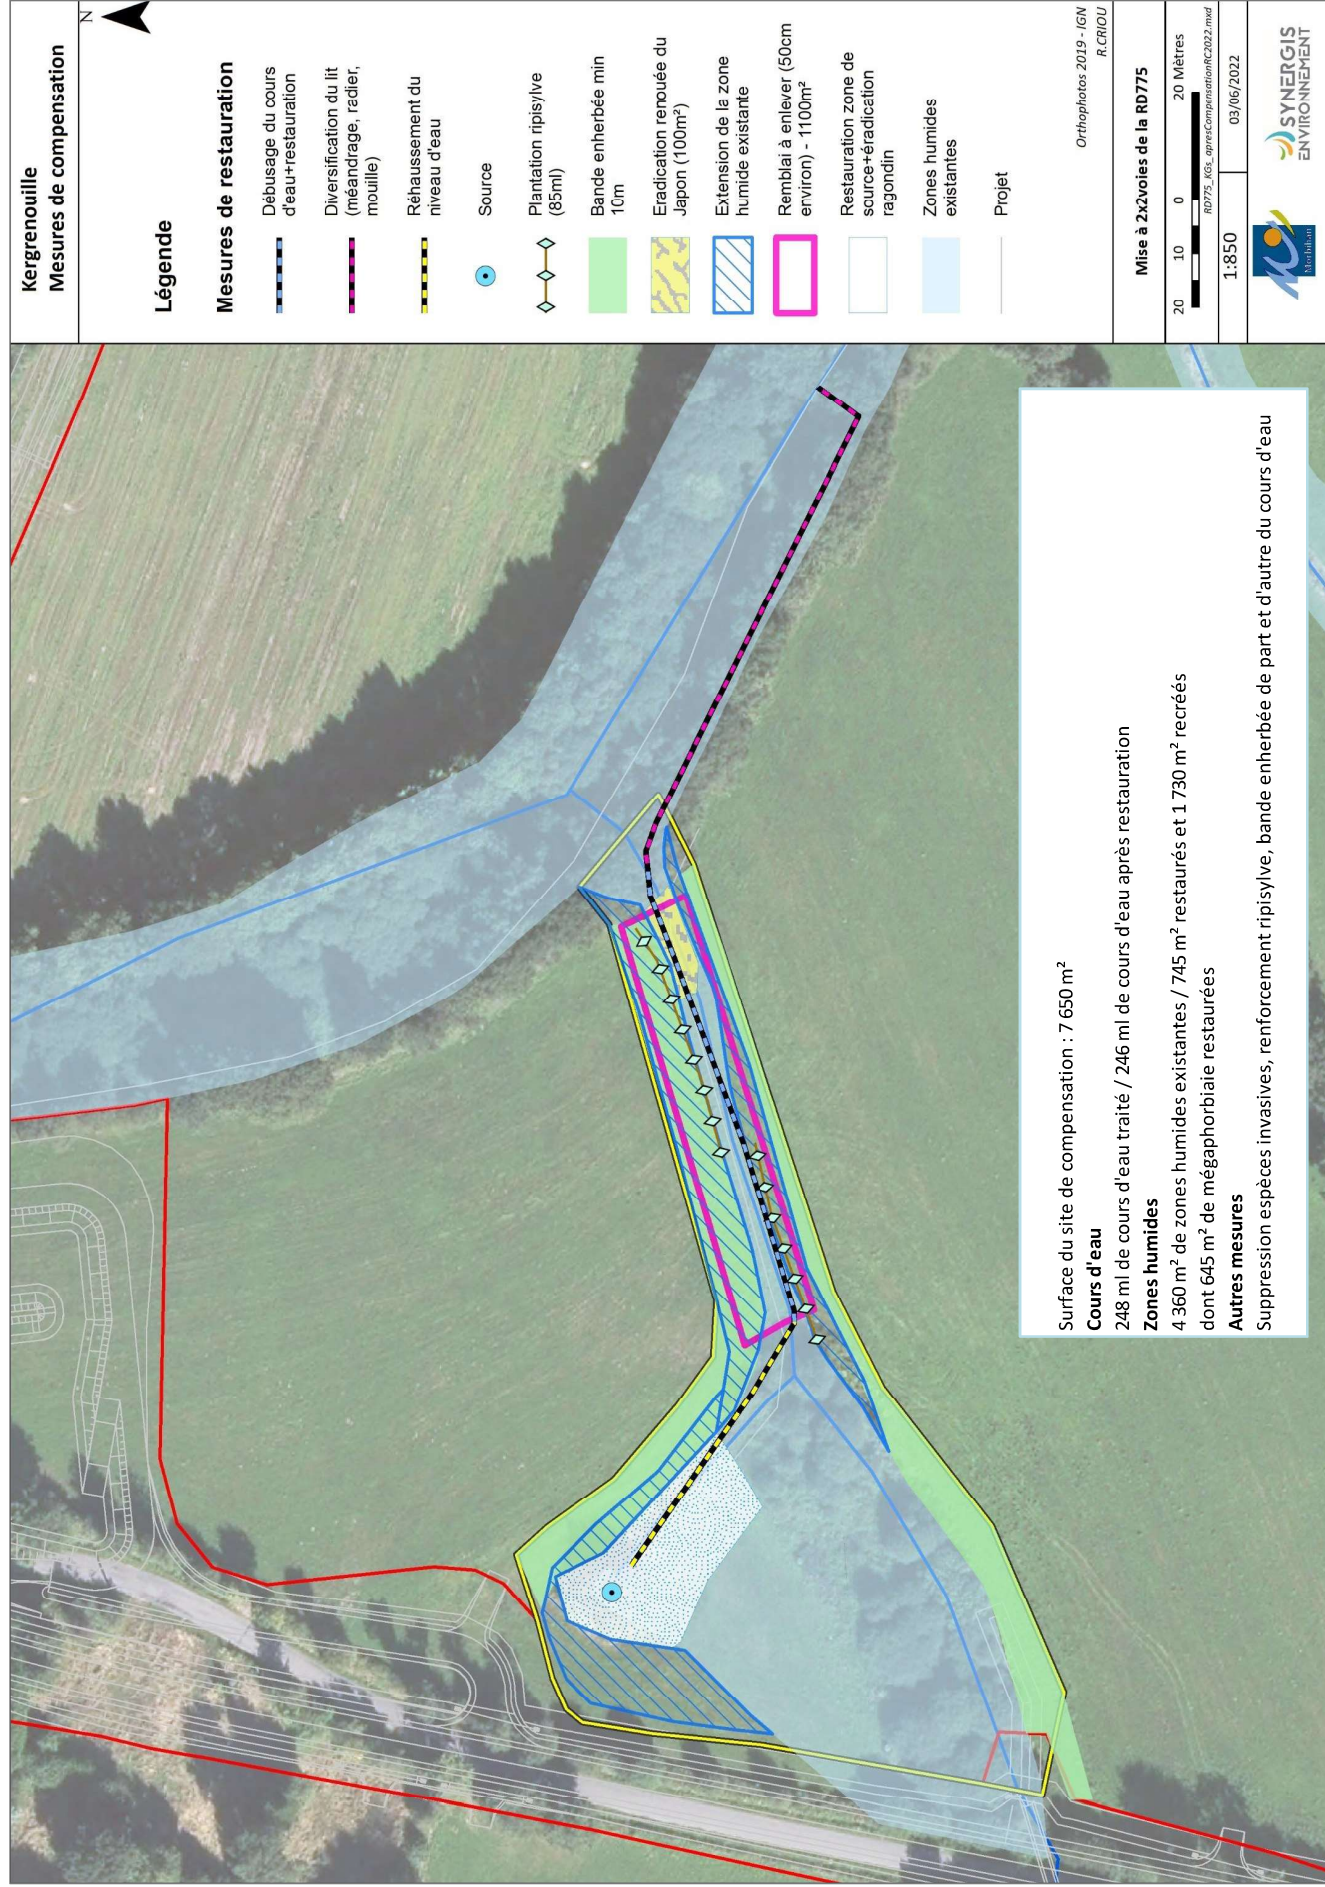 Kergrenouille
Mesures de compensation
N
Légende
Mesures de restauration
Débusage du cours
d'eau+restauration
Diversification du lit
(méandrage, radier,
mouille)
Réhaussement du
niveau d'eau
Source
Plantation ripisylve
(85ml)
Bande enherbée min
10m
Eradication renouée du
Japon (100m²)
Extension de la zone
humide existante
Remblai à enlever (50cm
environ) - 1100m²
Restauration zone de
source+éradication
ragondin
Zones humides
existantes
Projet
Orthophotos 2019 - IGN
R.CRIOU
Mise à 2x2voies de la RD775
20 10 0 20 Mètres
RD775_KGs_apresCompensationRC2022.mxd
1:850
03/06/2022
Morbihan
SYNERGIS
ENVIRONNEMENT
Surface du site de compensation : 7 650 m²
Cours d'eau
248 ml de cours d'eau traité / 246 ml de cours d'eau après restauration
Zones humides
4 360 m² de zones humides existantes / 745 m² restaurés et 1 730 m² recréés
dont 645 m² de mégaphorbiaie restaurées
Autres mesures
Suppression espèces invasives, renforcement ripisylve, bande enherbée de part et d'autre du cours d'eau